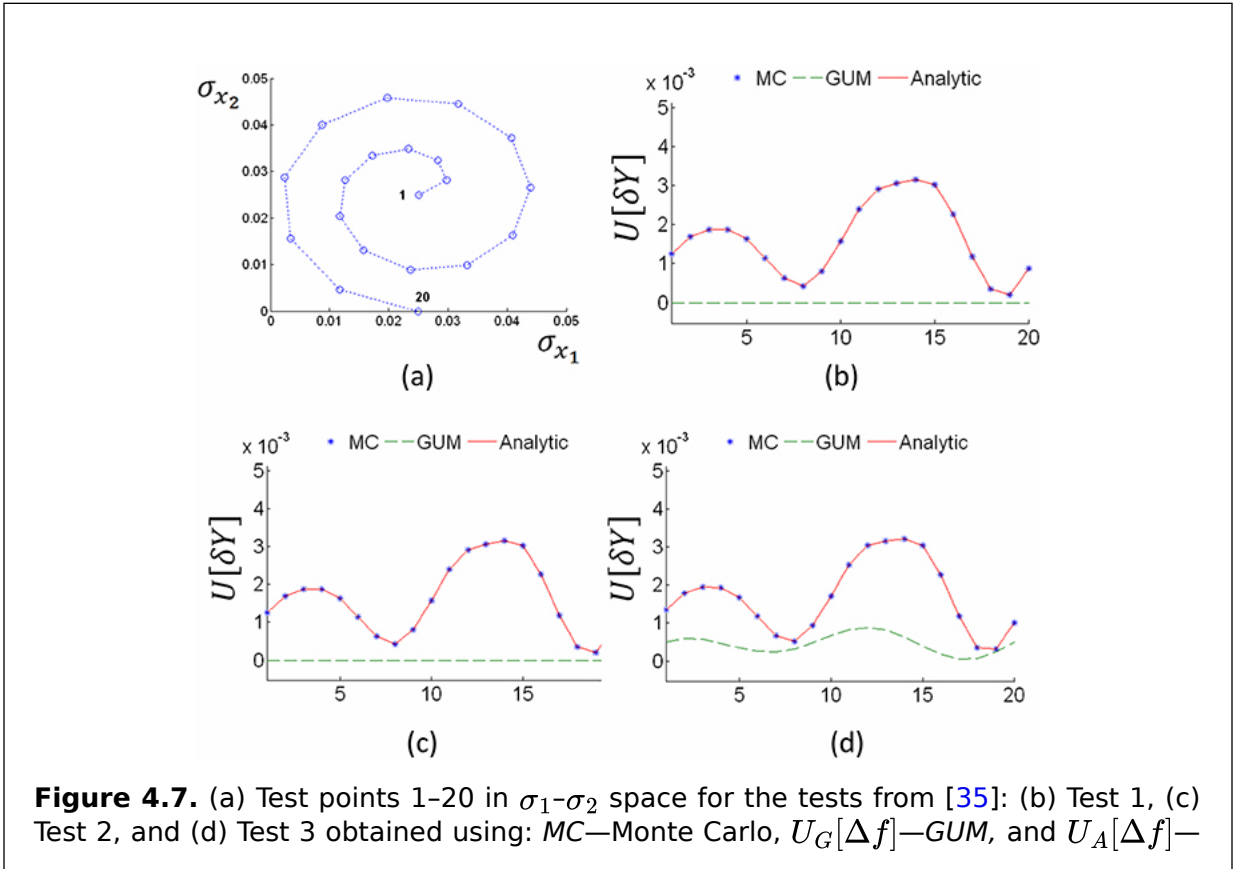 0.05
σx₂
0.04
0.03
0.02
0.01
0
1
20
0 0.01 0.02 0.03 0.04 0.05
σx₁
(a)
x 10⁻³ * MC −−GUM — Analytic
5
4
3
2
1
0
U[δY]
5 10 15 20
(b)
x 10⁻³ * MC −−GUM — Analytic
5
4
3
2
1
0
U[δY]
5 10 15
(c)
x 10⁻³ * MC −−GUM — Analytic
5
4
3
2
1
0
U[δY]
5 10 15 20
(d)
Figure 4.7. (a) Test points 1–20 in σ₁-σ₂ space for the tests from [35]: (b) Test 1, (c)
Test 2, and (d) Test 3 obtained using: MC—Monte Carlo, U_G[Δf]—GUM, and U_A[Δf]—